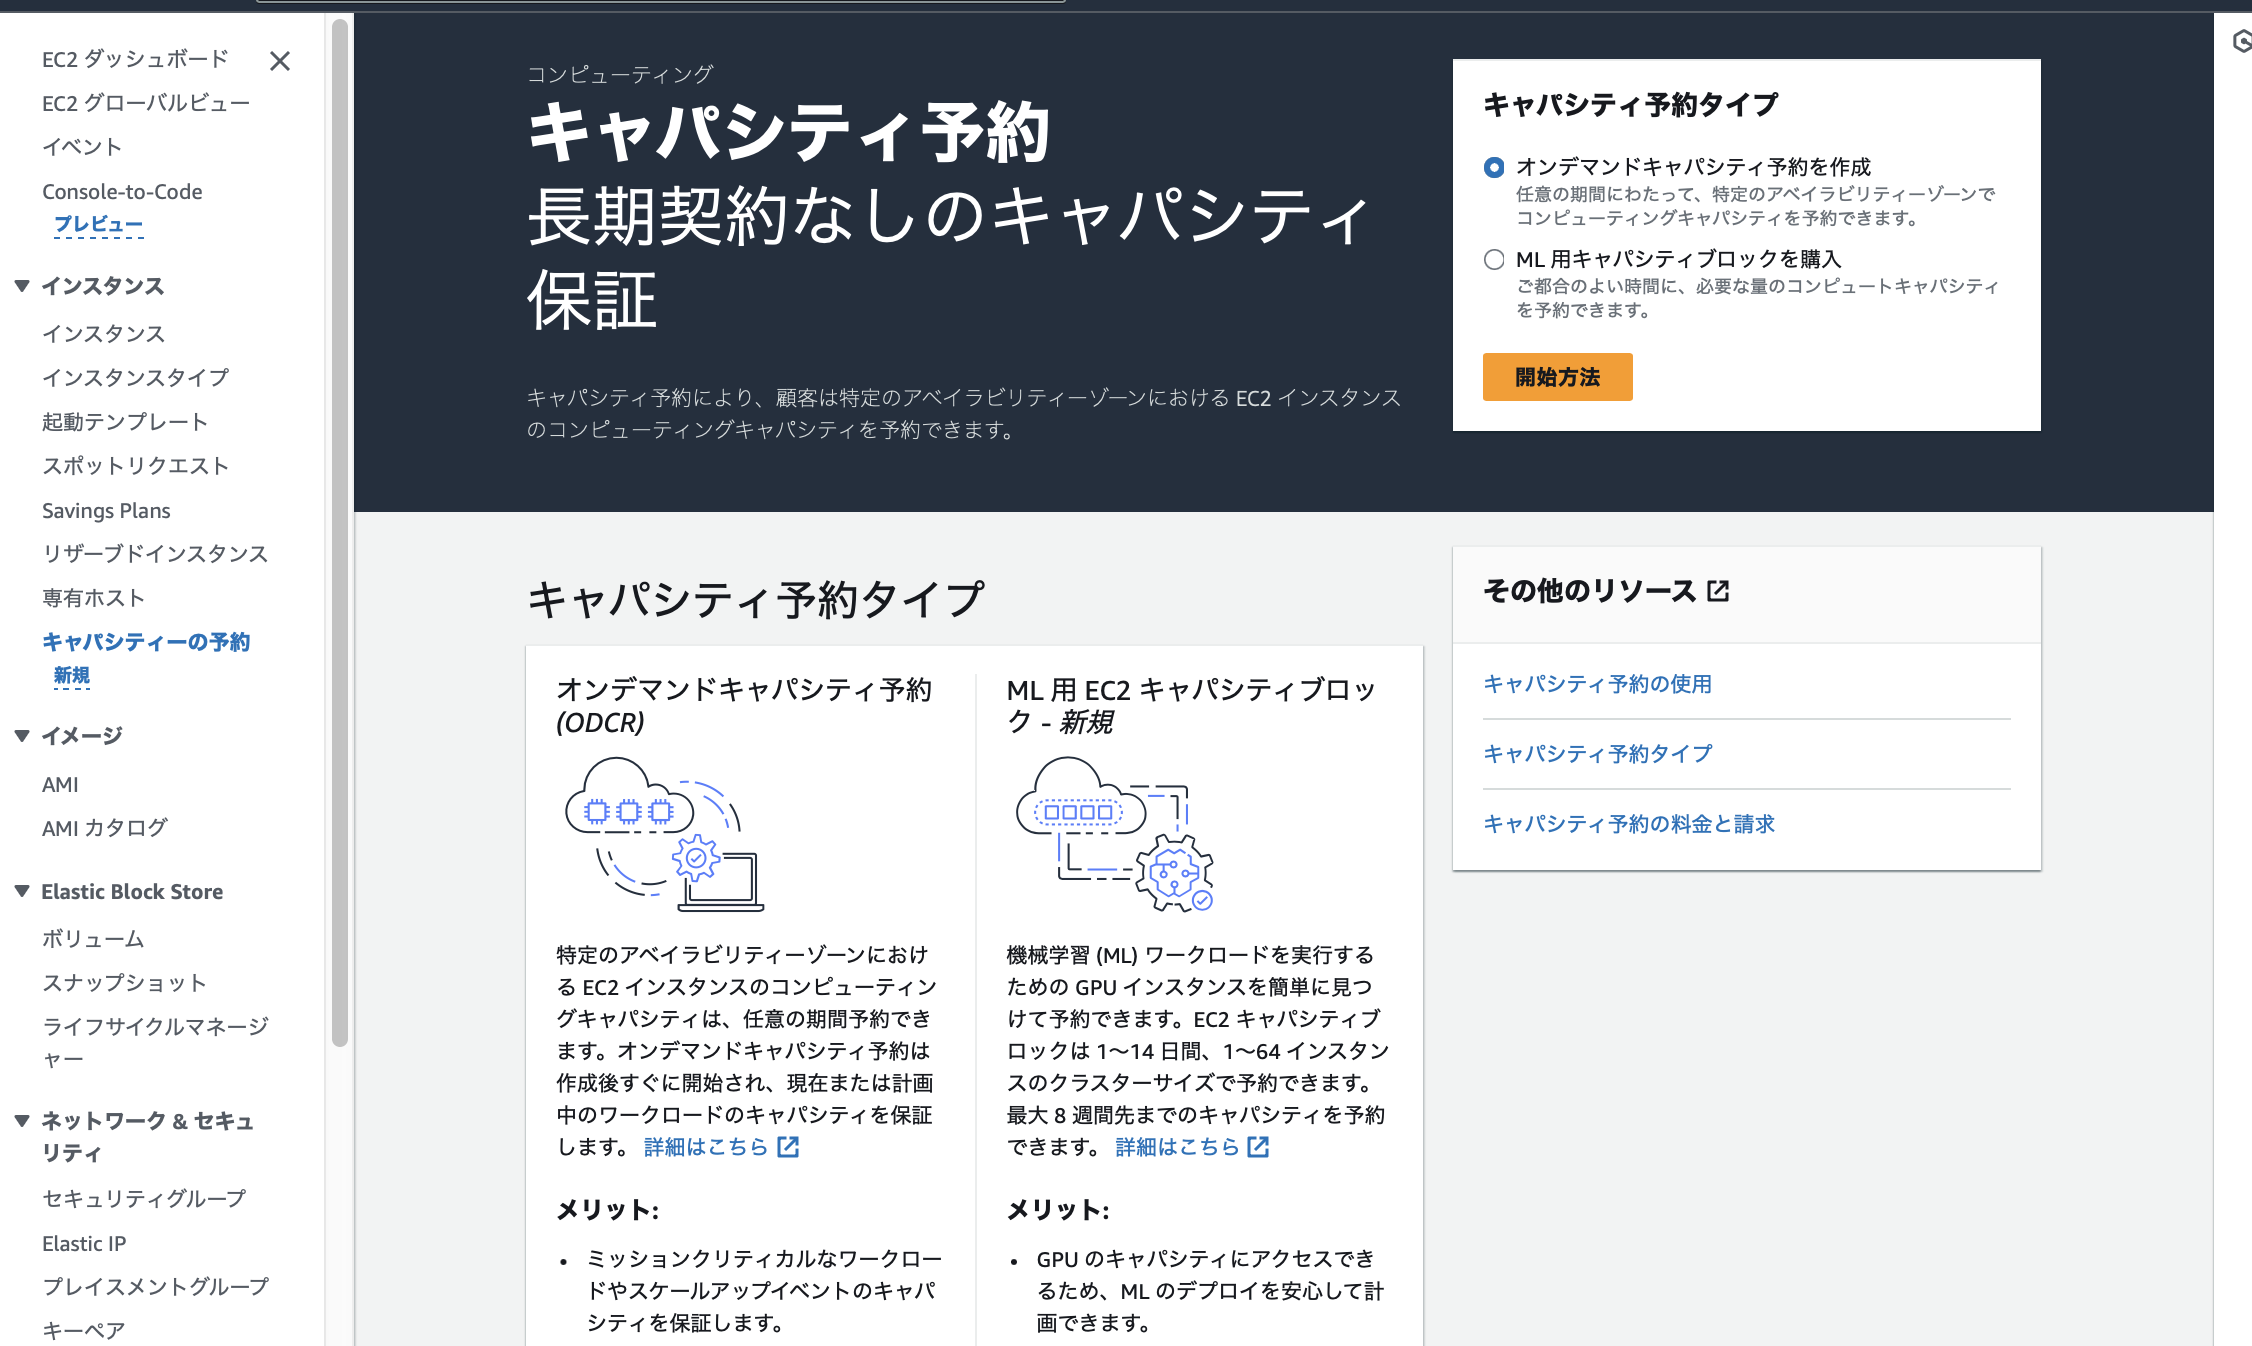 EC2 ダッシュボード
EC2 グローバルビュー
イベント
Console-to-Code
プレビュー
インスタンス
インスタンス
インスタンスタイプ
起動テンプレート
スポットリクエスト
Savings Plans
リザーブドインスタンス
専有ホスト
キャパシティーの予約
新規
イメージ
AMI
AMI カタログ
Elastic Block Store
ボリューム
スナップショット
ライフサイクルマネージ
ャー
ネットワーク & セキュ
リティ
セキュリティグループ
Elastic IP
プレイスメントグループ
キーペア
コンピューティング
キャパシティ予約
長期契約なしのキャパシティ
保証
キャパシティ予約により、顧客は特定のアベイラビリティーゾーンにおける EC2 インスタンス
のコンピューティングキャパシティを予約できます。
キャパシティ予約タイプ
オンデマンドキャパシティ予約を作成
任意の期間にわたって、特定のアベイラビリティーゾーンで
コンピューティングキャパシティを予約できます。
ML 用キャパシティブロックを購入
ご都合のよい時間に、必要な量のコンピュートキャパシティ
を予約できます。
開始方法
キャパシティ予約タイプ
オンデマンドキャパシティ予約
(ODCR)
特定のアベイラビリティーゾーンにおけ
る EC2 インスタンスのコンピューティン
グキャパシティは、任意の期間予約でき
ます。オンデマンドキャパシティ予約は
作成後すぐに開始され、現在または計画
中のワークロードのキャパシティを保証
します。 詳細はこちら
メリット:
• ミッションクリティカルなワークロー
ドやスケールアップイベントのキャパ
シティを保証します。
ML 用 EC2 キャパシティブロッ
ク - 新規
機械学習 (ML) ワークロードを実行する
ための GPU インスタンスを簡単に見つ
けて予約できます。EC2 キャパシティブ
ロックは 1〜14 日間、1〜64 インスタン
スのクラスターサイズで予約できます。
最大 8 週間先までのキャパシティを予約
できます。 詳細はこちら
メリット:
• GPU のキャパシティにアクセスでき
るため、ML のデプロイを安心して計
画できます。
その他のリソース
キャパシティ予約の使用
キャパシティ予約タイプ
キャパシティ予約の料金と請求